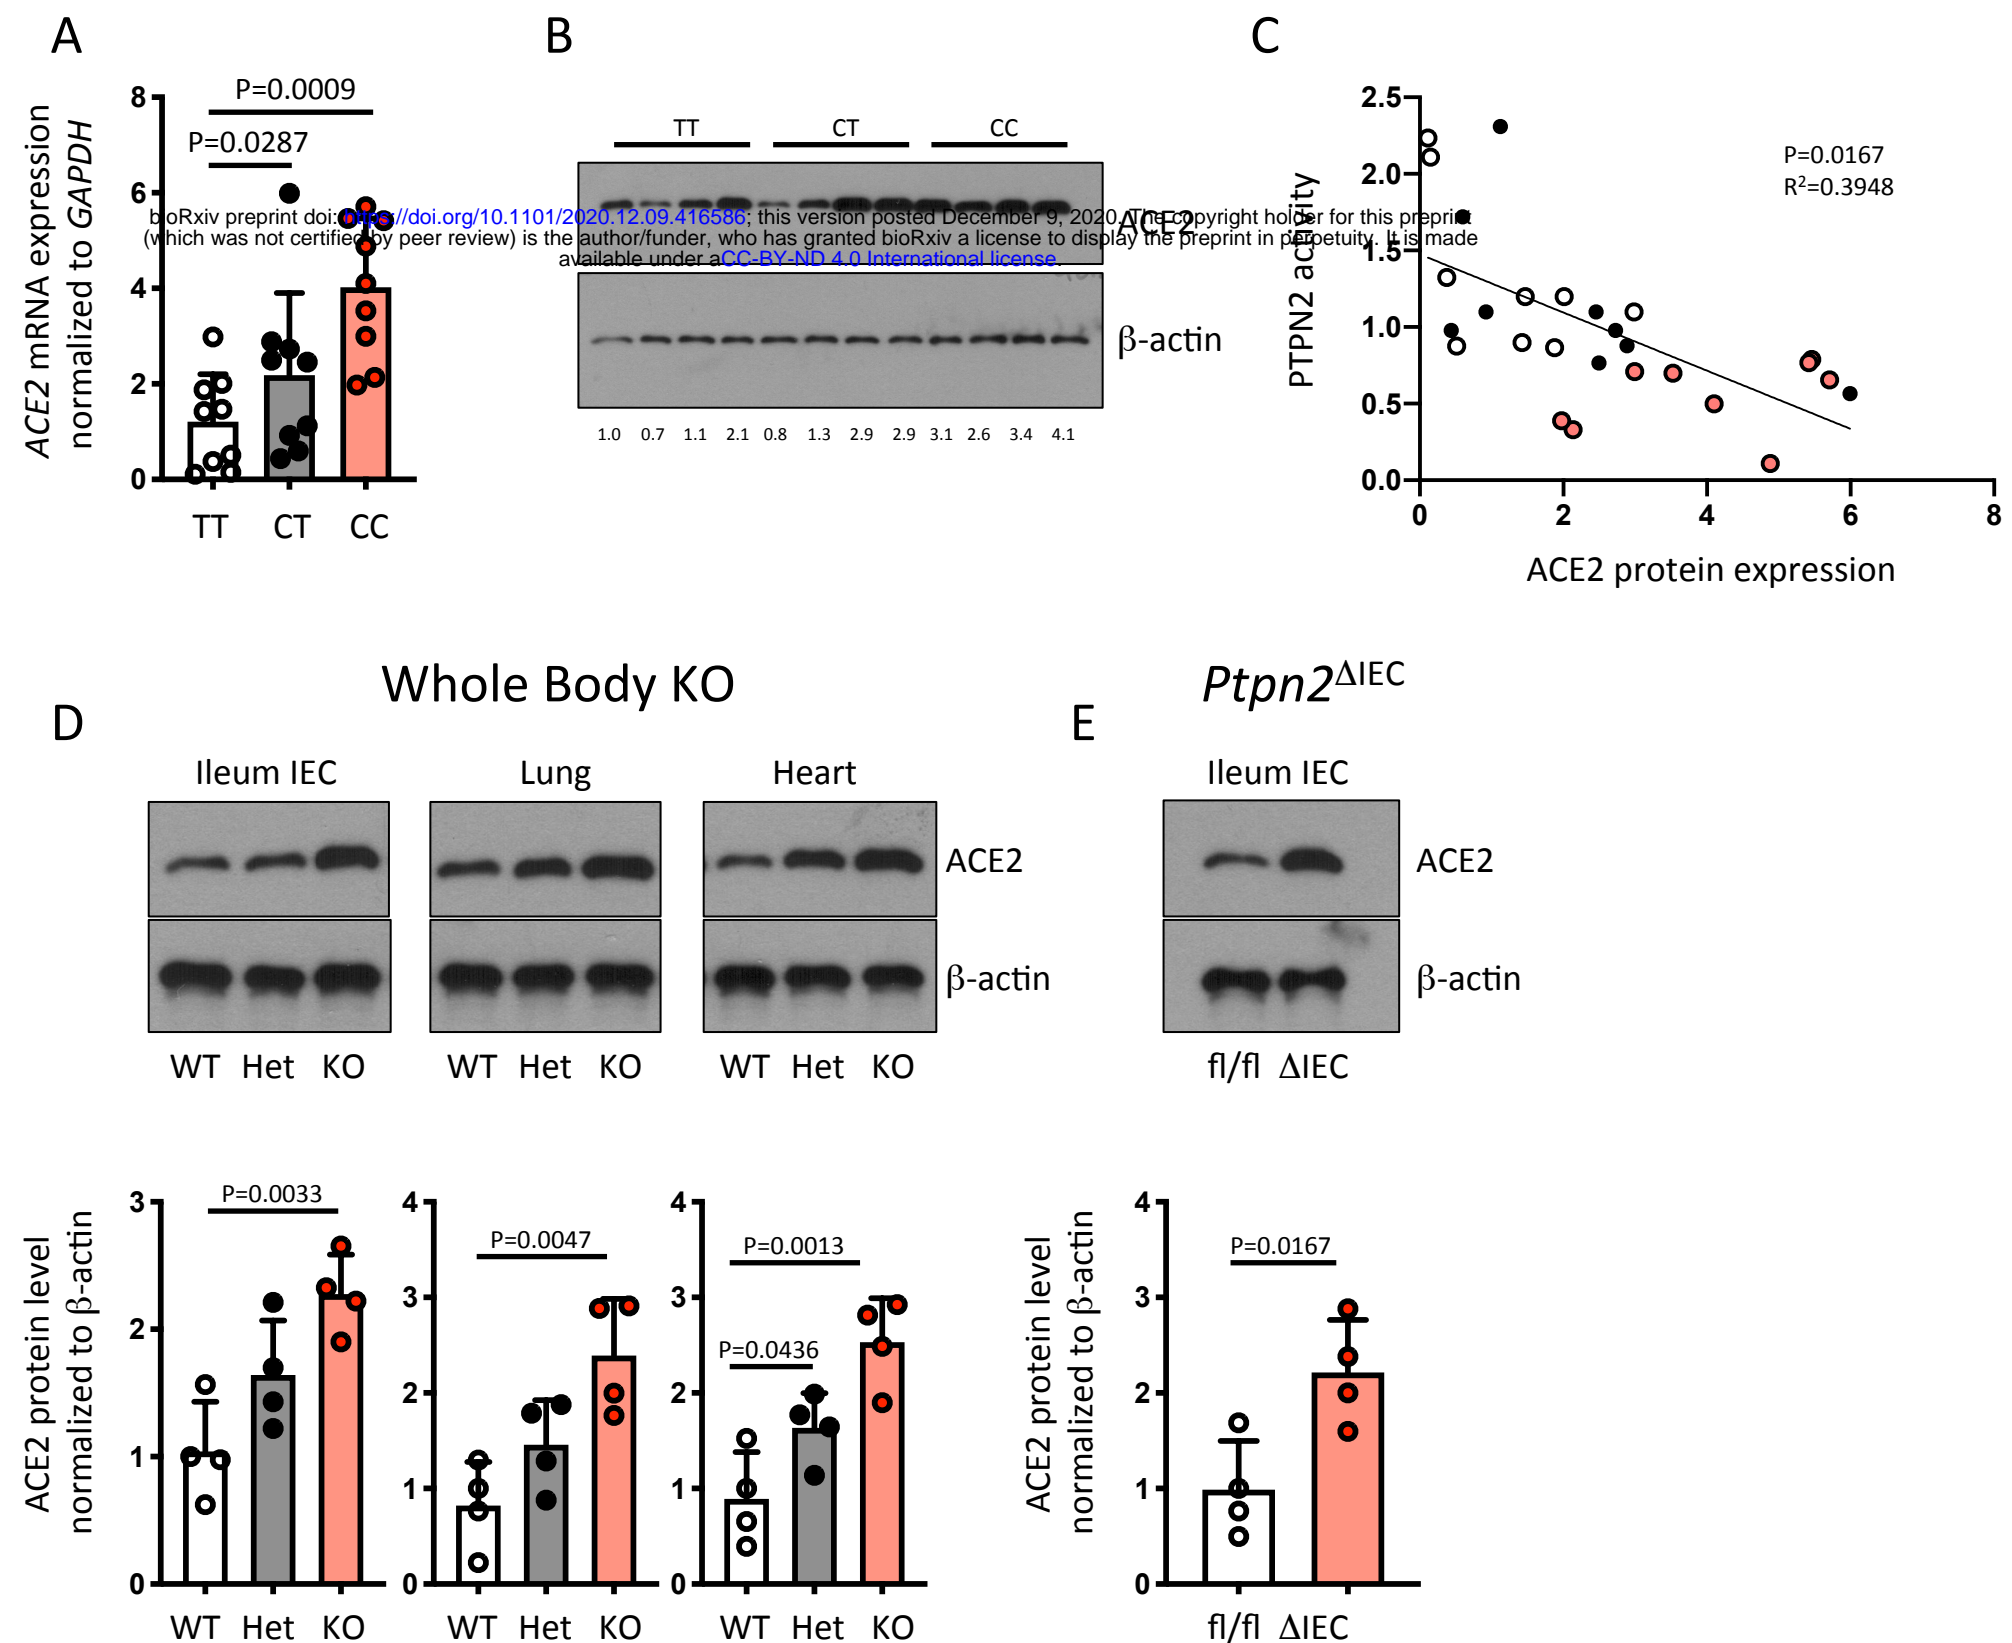 A
B
C
P=0.0009
P=0.0287
8
6
4
2
0
ACE2 mRNA expression
normalized to GAPDH
TT CT CC
TT CT CC
ACE2
β-actin
1.0 0.7 1.1 2.1 0.8 1.3 2.9 2.9 3.1 2.6 3.4 4.1
bioRxiv preprint doi: https://doi.org/10.1101/2020.12.09.416586; this version posted December 9, 2020. The copyright holder for this preprint
(which was not certified by peer review) is the author/funder, who has granted bioRxiv a license to display the preprint in perpetuity. It is made
available under aCC-BY-ND 4.0 International license.
2.5
2.0
1.5
1.0
0.5
0.0
PTPN2 activity
P=0.0167
R²=0.3948
0 2 4 6 8
ACE2 protein expression
Whole Body KO
Ptpn2ΔIEC
D
E
Ileum IEC Lung Heart
ACE2
β-actin
WT Het KO WT Het KO WT Het KO
Ileum IEC
ACE2
β-actin
fl/fl ΔIEC
ACE2 protein level
normalized to β-actin
3
2
1
0
P=0.0033
WT Het KO
4
3
2
1
0
P=0.0047
WT Het KO
4
3
2
1
0
P=0.0013
P=0.0436
WT Het KO
ACE2 protein level
normalized to β-actin
4
3
2
1
0
P=0.0167
fl/fl ΔIEC